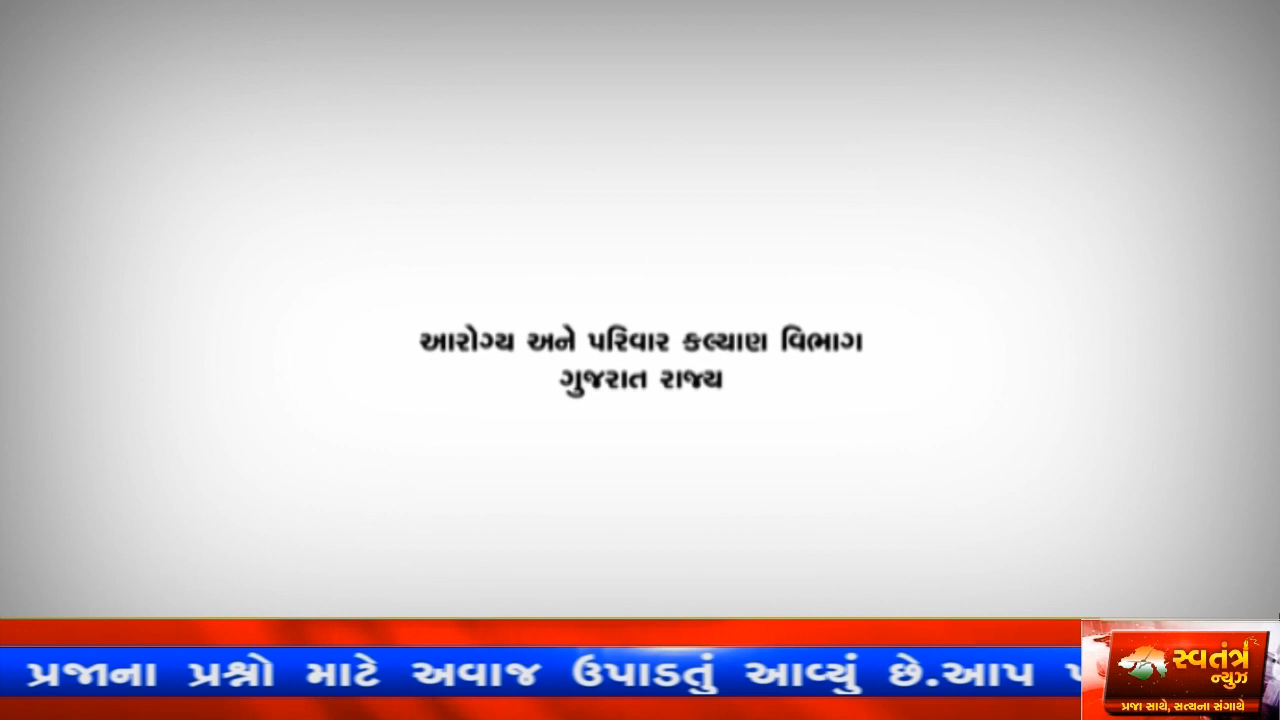 આરોગ્ય અને પરિવાર કલ્યાણ વિભાગ
ગુજરાત રાજ્ય
પ્રજાના પ્રશ્નો માટે અવાજ ઉપાડતું આવ્યું છે.આપ
સ્વતંત્ર
ન્યુઝ
પ્રજા સાથે, સત્યના સંગાથે